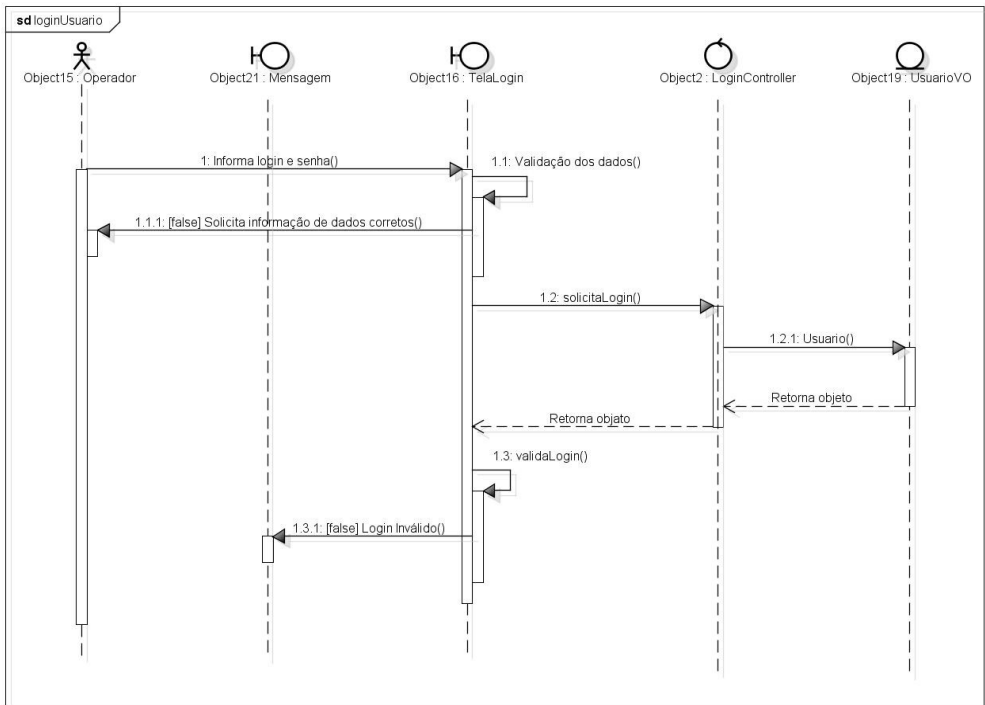 sd loginUsuario
Object15 : Operador
Object21 : Mensagem
Object16 : TelaLogin
Object2 : LoginController
Object19 : UsuarioVO
1: Informa login e senha()
1.1: Validação dos dados()
1.1.1: [false] Solicita informação de dados corretos()
1.2: solicitaLogin()
1.2.1: Usuario()
Retorna objeto
Retorna objato
1.3: validaLogin()
1.3.1: [false] Login Inválido()